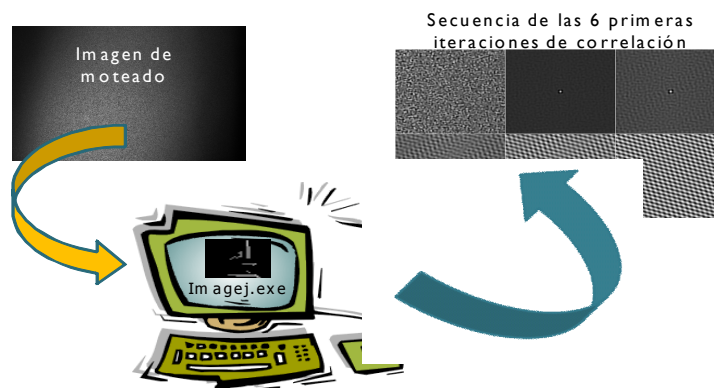 Imagen de
moteado
Secuencia de las 6 primeras
iteraciones de correlación
Imagej.exe